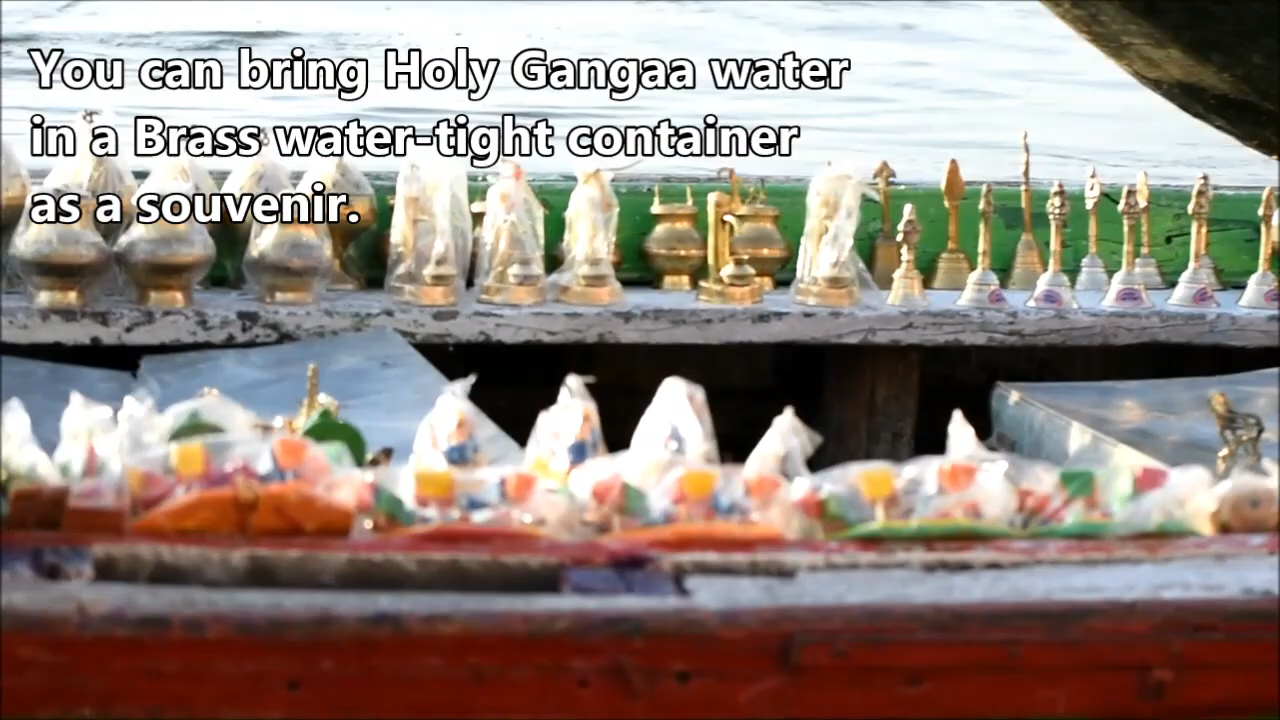 You can bring Holy Gangaa water
in a Brass water-tight container
as a souvenir.